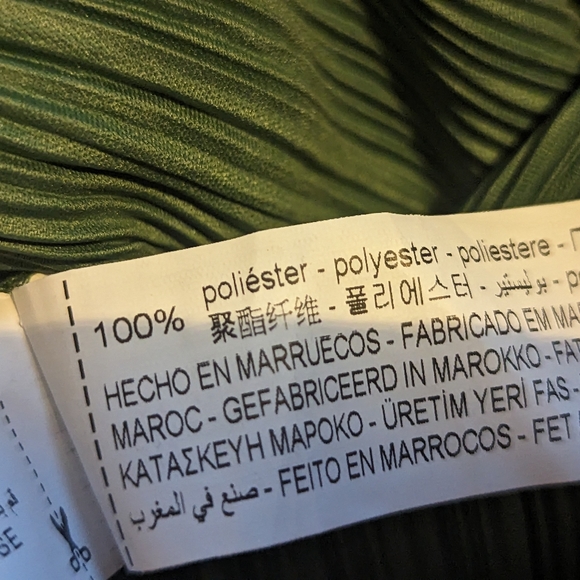 100% poliéster - polyester - poliestere -
聚酯纤维 - 폴리에스터 - بوليستير -
HECHO EN MARRUECOS - FABRICADO EM
MAROC - GEFABRICEERD IN MAROKKO -
ΚΑΤΑΣΚΕΥΗ ΜΑΡΟΚΟ - ÜRETİM YERİ FAS -
صنع في المغرب - FEITO EN MARROCOS - FET